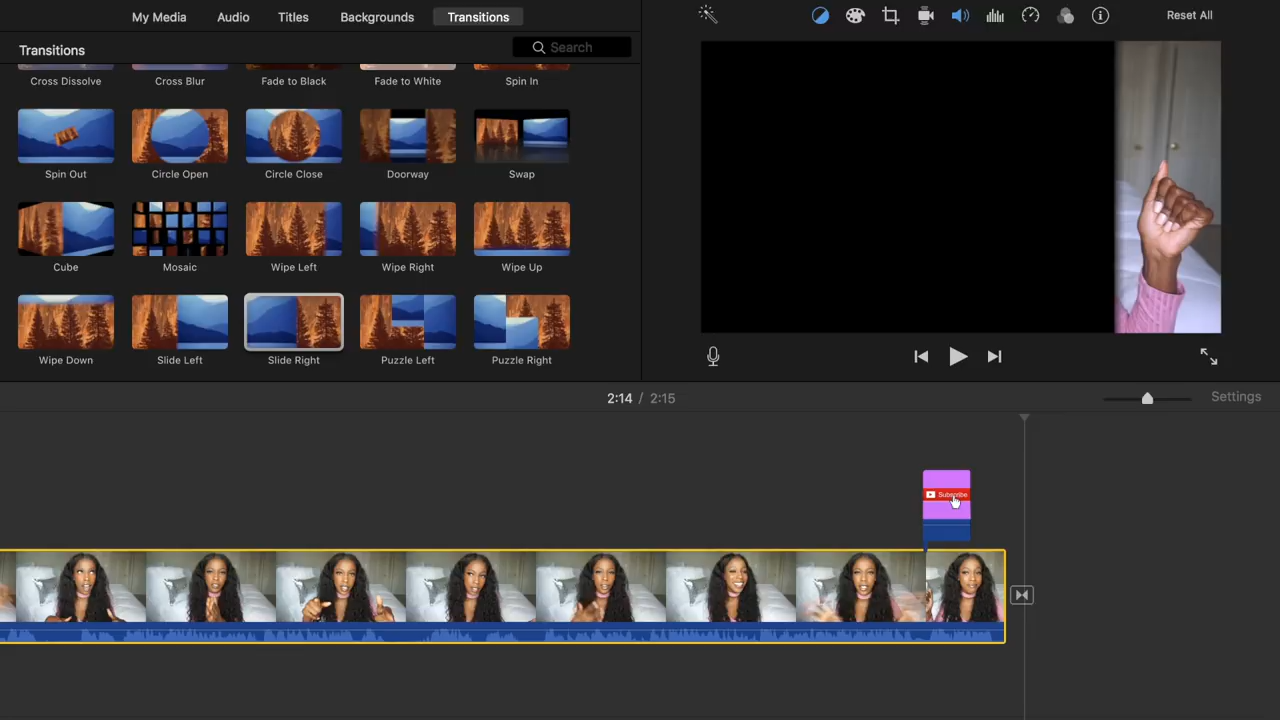 My Media Audio Titles Backgrounds Transitions
Reset All
Transitions
Search
Cross Dissolve Cross Blur Fade to Black Fade to White Spin In
Spin Out Circle Open Circle Close Doorway Swap
Cube Mosaic Wipe Left Wipe Right Wipe Up
Wipe Down Slide Left Slide Right Puzzle Left Puzzle Right
2:14 / 2:15
Settings
Subscribe